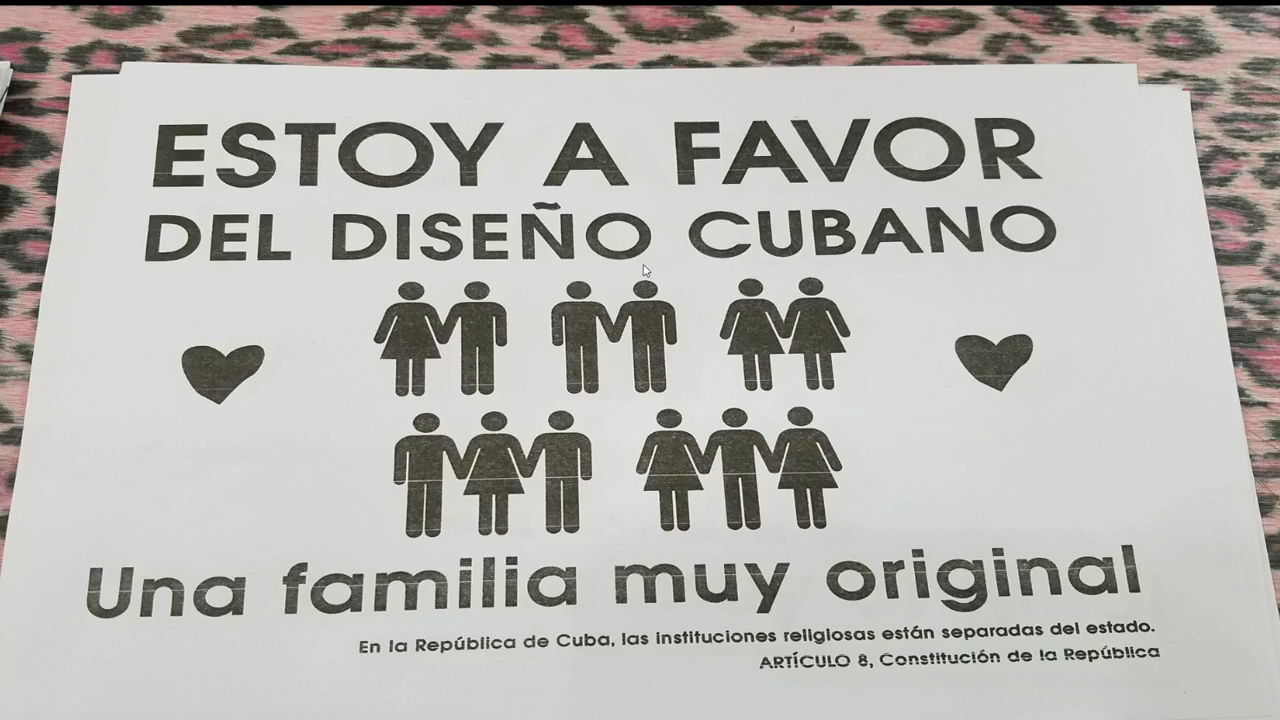 ESTOY A FAVOR
DEL DISEÑO CUBANO
Una familia muy original
En la República de Cuba, las instituciones religiosas están separadas del estado.
ARTÍCULO 8, Constitución de la República